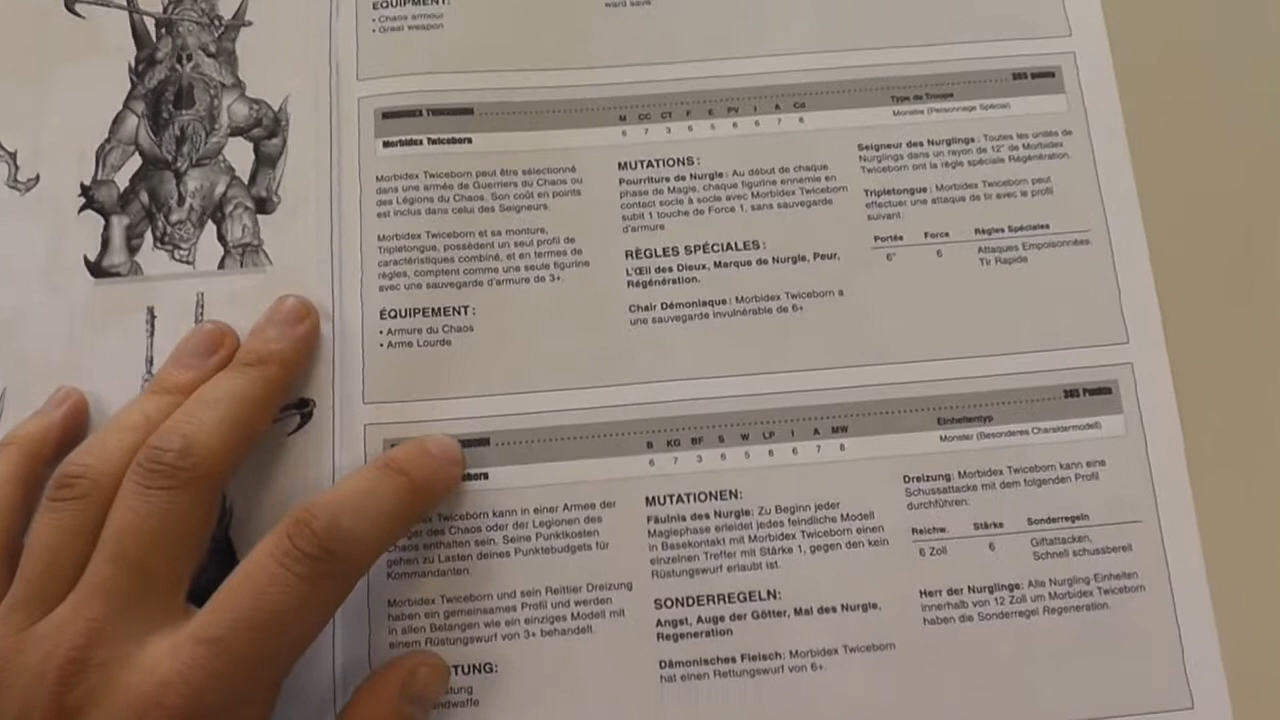 ÉQUIPEMENT:
• Chaos armour
• Great weapon
ward save
MORBIDEX TWICEBORN
385 points
M CC CT F E PV I A Cd
Type de Troupe
Morbidex Twiceborn
6 7 3 6 5 6 6 7 8
Monstre (Personnage Spécial)
Morbidex Twiceborn peut être sélectionné
dans une armée de Guerriers du Chaos ou
des Légions du Chaos. Son coût en points
est inclus dans celui des Seigneurs.
Morbidex Twiceborn et sa monture,
Tripletongue, possèdent un seul profil de
caractéristiques combiné, et en termes de
règles, comptent comme une seule figurine
avec une sauvegarde d'armure de 3+.
ÉQUIPEMENT:
• Armure du Chaos
• Arme Lourde
MUTATIONS:
Pourriture de Nurgle: Au début de chaque
phase de Magie, chaque figurine ennemie en
contact socle à socle avec Morbidex Twiceborn
subit 1 touche de Force 1, sans sauvegarde
d'armure.
RÈGLES SPÉCIALES:
L'Œil des Dieux, Marque de Nurgle, Peur,
Régénération.
Chair Démoniaque: Morbidex Twiceborn a
une sauvegarde invulnérable de 6+
Seigneur des Nurglings: Toutes les unités de
Nurglings dans un rayon de 12" de Morbidex
Twiceborn ont la règle spéciale Régénération.
Tripletongue: Morbidex Twiceborn peut
effectuer une attaque de tir avec le profil
suivant:
Portée Force Règles Spéciales
6" 6 Attaques Empoisonnées,
Tir Rapide
385 Punkte
B KG BF S W LP I A MW
Einheitentyp
6 7 3 6 5 6 6 7 8
Monster (Besonderes Charaktermodell)
Twiceborn kann in einer Armee der
des Chaos oder der Legionen des
Chaos enthalten sein. Seine Punktkosten
gehen zu Lasten deines Punktebudgets für
Kommandanten.
Morbidex Twiceborn und sein Reittier Dreizung
haben ein gemeinsames Profil und werden
in allen Belangen wie ein einziges Modell mit
einem Rüstungswurf von 3+ behandelt.
TUNG:
stung
andwaffe
MUTATIONEN:
Fäulnis des Nurgle: Zu Beginn jeder
Magiephase erleidet jedes feindliche Modell
in Basekontakt mit Morbidex Twiceborn einen
einzelnen Treffer mit Stärke 1, gegen den kein
Rüstungswurf erlaubt ist.
SONDERREGELN:
Angst, Auge der Götter, Mal des Nurgle,
Regeneration
Dämonisches Fleisch: Morbidex Twiceborn
hat einen Rettungswurf von 6+.
Dreizung: Morbidex Twiceborn kann eine
Schussattacke mit dem folgenden Profil
durchführen:
Reichw. Stärke Sonderregeln
6 Zoll 6 Giftattacken,
Schnell schussbereit
Herr der Nurglinge: Alle Nurgling-Einheiten
innerhalb von 12 Zoll um Morbidex Twiceborn
haben die Sonderregel Regeneration.